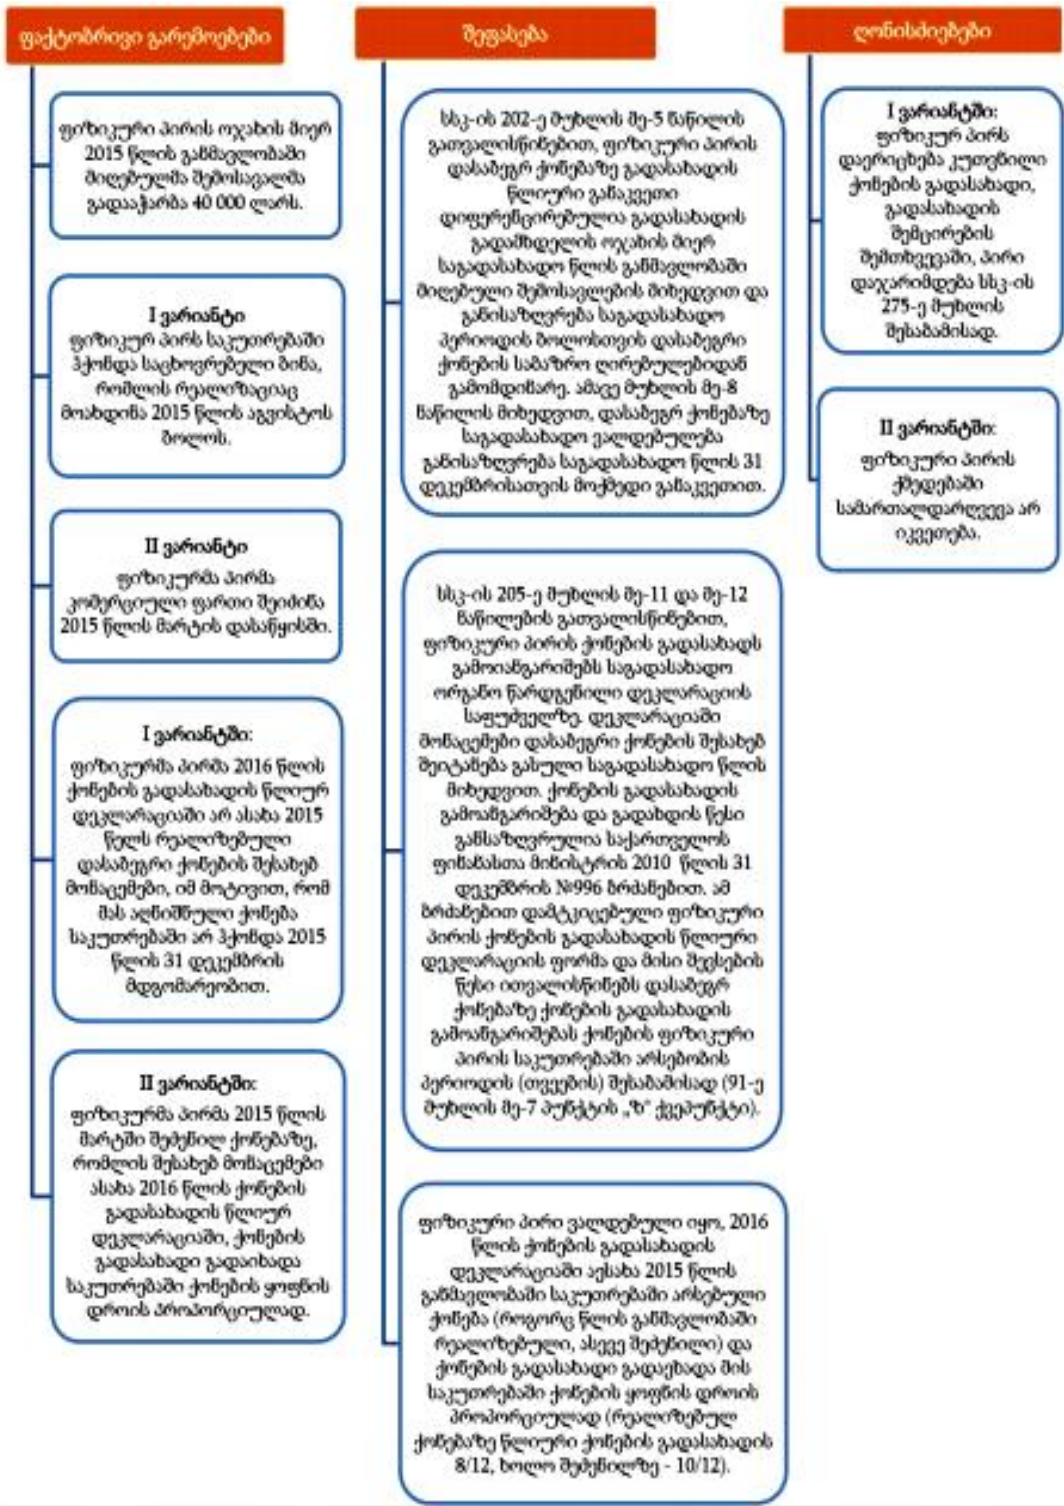 ფაქტობრივი გარემოებები
ფიზიკური პირის ოჯახის მიერ
2015 წლის განმავლობაში
მიღებულმა შემოსავალმა
გადააჭარბა 40 000 ლარს.
I ვარიანტი
ფიზიკურ პირს საკუთრებაში
ჰქონდა საცხოვრებელი ბინა,
რომლის რეალიზაციაც
მოახდინა 2015 წლის აგვისტოს
ბოლოს.
II ვარიანტი
ფიზიკურმა პირმა
კომერციული ფართი შეიძინა
2015 წლის მარტის დასაწყისში.
I ვარიანტში:
ფიზიკურმა პირმა 2016 წლის
ქონების გადასახადის წლიურ
დეკლარაციაში არ ასახა 2015
წელს რეალიზებული
დასაბეგრი ქონების შესახებ
მონაცემები, იმ მოტივით, რომ
მას აღნიშნული ქონება
საკუთრებაში არ ჰქონდა 2015
წლის 31 დეკემბრის
მდგომარეობით.
II ვარიანტში:
ფიზიკურმა პირმა 2015 წლის
მარტში შეძენილ ქონებაზე,
რომლის შესახებ მონაცემები
ასახა 2016 წლის ქონების
გადასახადის წლიურ
დეკლარაციაში, ქონების
გადასახადი გადაიხადა
საკუთრებაში ქონების ყოფნის
დროის პროპორციულად.
შეფასება
სსკ-ის 202-ე მუხლის მე-5 ნაწილის
გათვალისწინებით, ფიზიკური პირის
დასაბეგრ ქონებაზე გადასახადის
წლიური განაკვეთი
დიფერენცირებულია გადასახადის
გადამხდელის ოჯახის მიერ
საგადასახადო წლის განმავლობაში
მიღებული შემოსავლების მიხედვით და
განისაზღვრება საგადასახადო
პერიოდის ბოლოსთვის დასაბეგრი
ქონების საბაზრო ღირებულებიდან
გამომდინარე. ამავე მუხლის მე-8
ნაწილის მიხედვით, დასაბეგრ ქონებაზე
საგადასახადო ვალდებულება
განისაზღვრება საგადასახადო წლის 31
დეკემბრისათვის მოქმედი განაკვეთით.
სსკ-ის 205-ე მუხლის მე-11 და მე-12
ნაწილების გათვალისწინებით,
ფიზიკური პირის ქონების გადასახადს
გამოიანგარიშებს საგადასახადო
ორგანო წარდგენილი დეკლარაციის
საფუძველზე. დეკლარაციაში
მონაცემები დასაბეგრი ქონების შესახებ
შეიტანება გასული საგადასახადო წლის
მიხედვით. ქონების გადასახადის
გამოანგარიშება და გადახდის წესი
განსაზღვრულია საქართველოს
ფინანასთა მინისტრის 2010 წლის 31
დეკემბრის №996 ბრძანებით. ამ
ბრძანებით დამტკიცებული ფიზიკური
პირის ქონების გადასახადის წლიური
დეკლარაციის ფორმა და მისი შევსების
წესი ითვალისწინებს დასაბეგრ
ქონებაზე ქონების გადასახადის
გამოანგარიშებას ქონების ფიზიკური
პირის საკუთრებაში არსებობის
პერიოდის (თვეების) შესაბამისად (91-ე
მუხლის მე-7 პუნქტის „ზ“ ქვეპუნქტი).
ფიზიკური პირი ვალდებული იყო, 2016
წლის ქონების გადასახადის
დეკლარაციაში აესახა 2015 წლის
განმავლობაში საკუთრებაში არსებული
ქონება (როგორც წლის განმავლობაში
რეალიზებული, ასევე შეძენილი) და
ქონების გადასახადი გადაეხადა მის
საკუთრებაში ქონების ყოფნის დროის
პროპორციულად (რეალიზებულ
ქონებაზე წლიური ქონების გადასახადის
8/12, ხოლო შეძენილზე - 10/12).
ღონისძიებები
I ვარიანტში:
ფიზიკურ პირს
დაერიცხება კუთვნილი
ქონების გადასახადი,
გადასახადის
შემცირების
შემთხვევაში, პირი
დაჯარიმდება სსკ-ის
275-ე მუხლის
შესაბამისად.
II ვარიანტში:
ფიზიკური პირის
ქმედებაში
სამართალდარღვევა არ
იკვეთება.